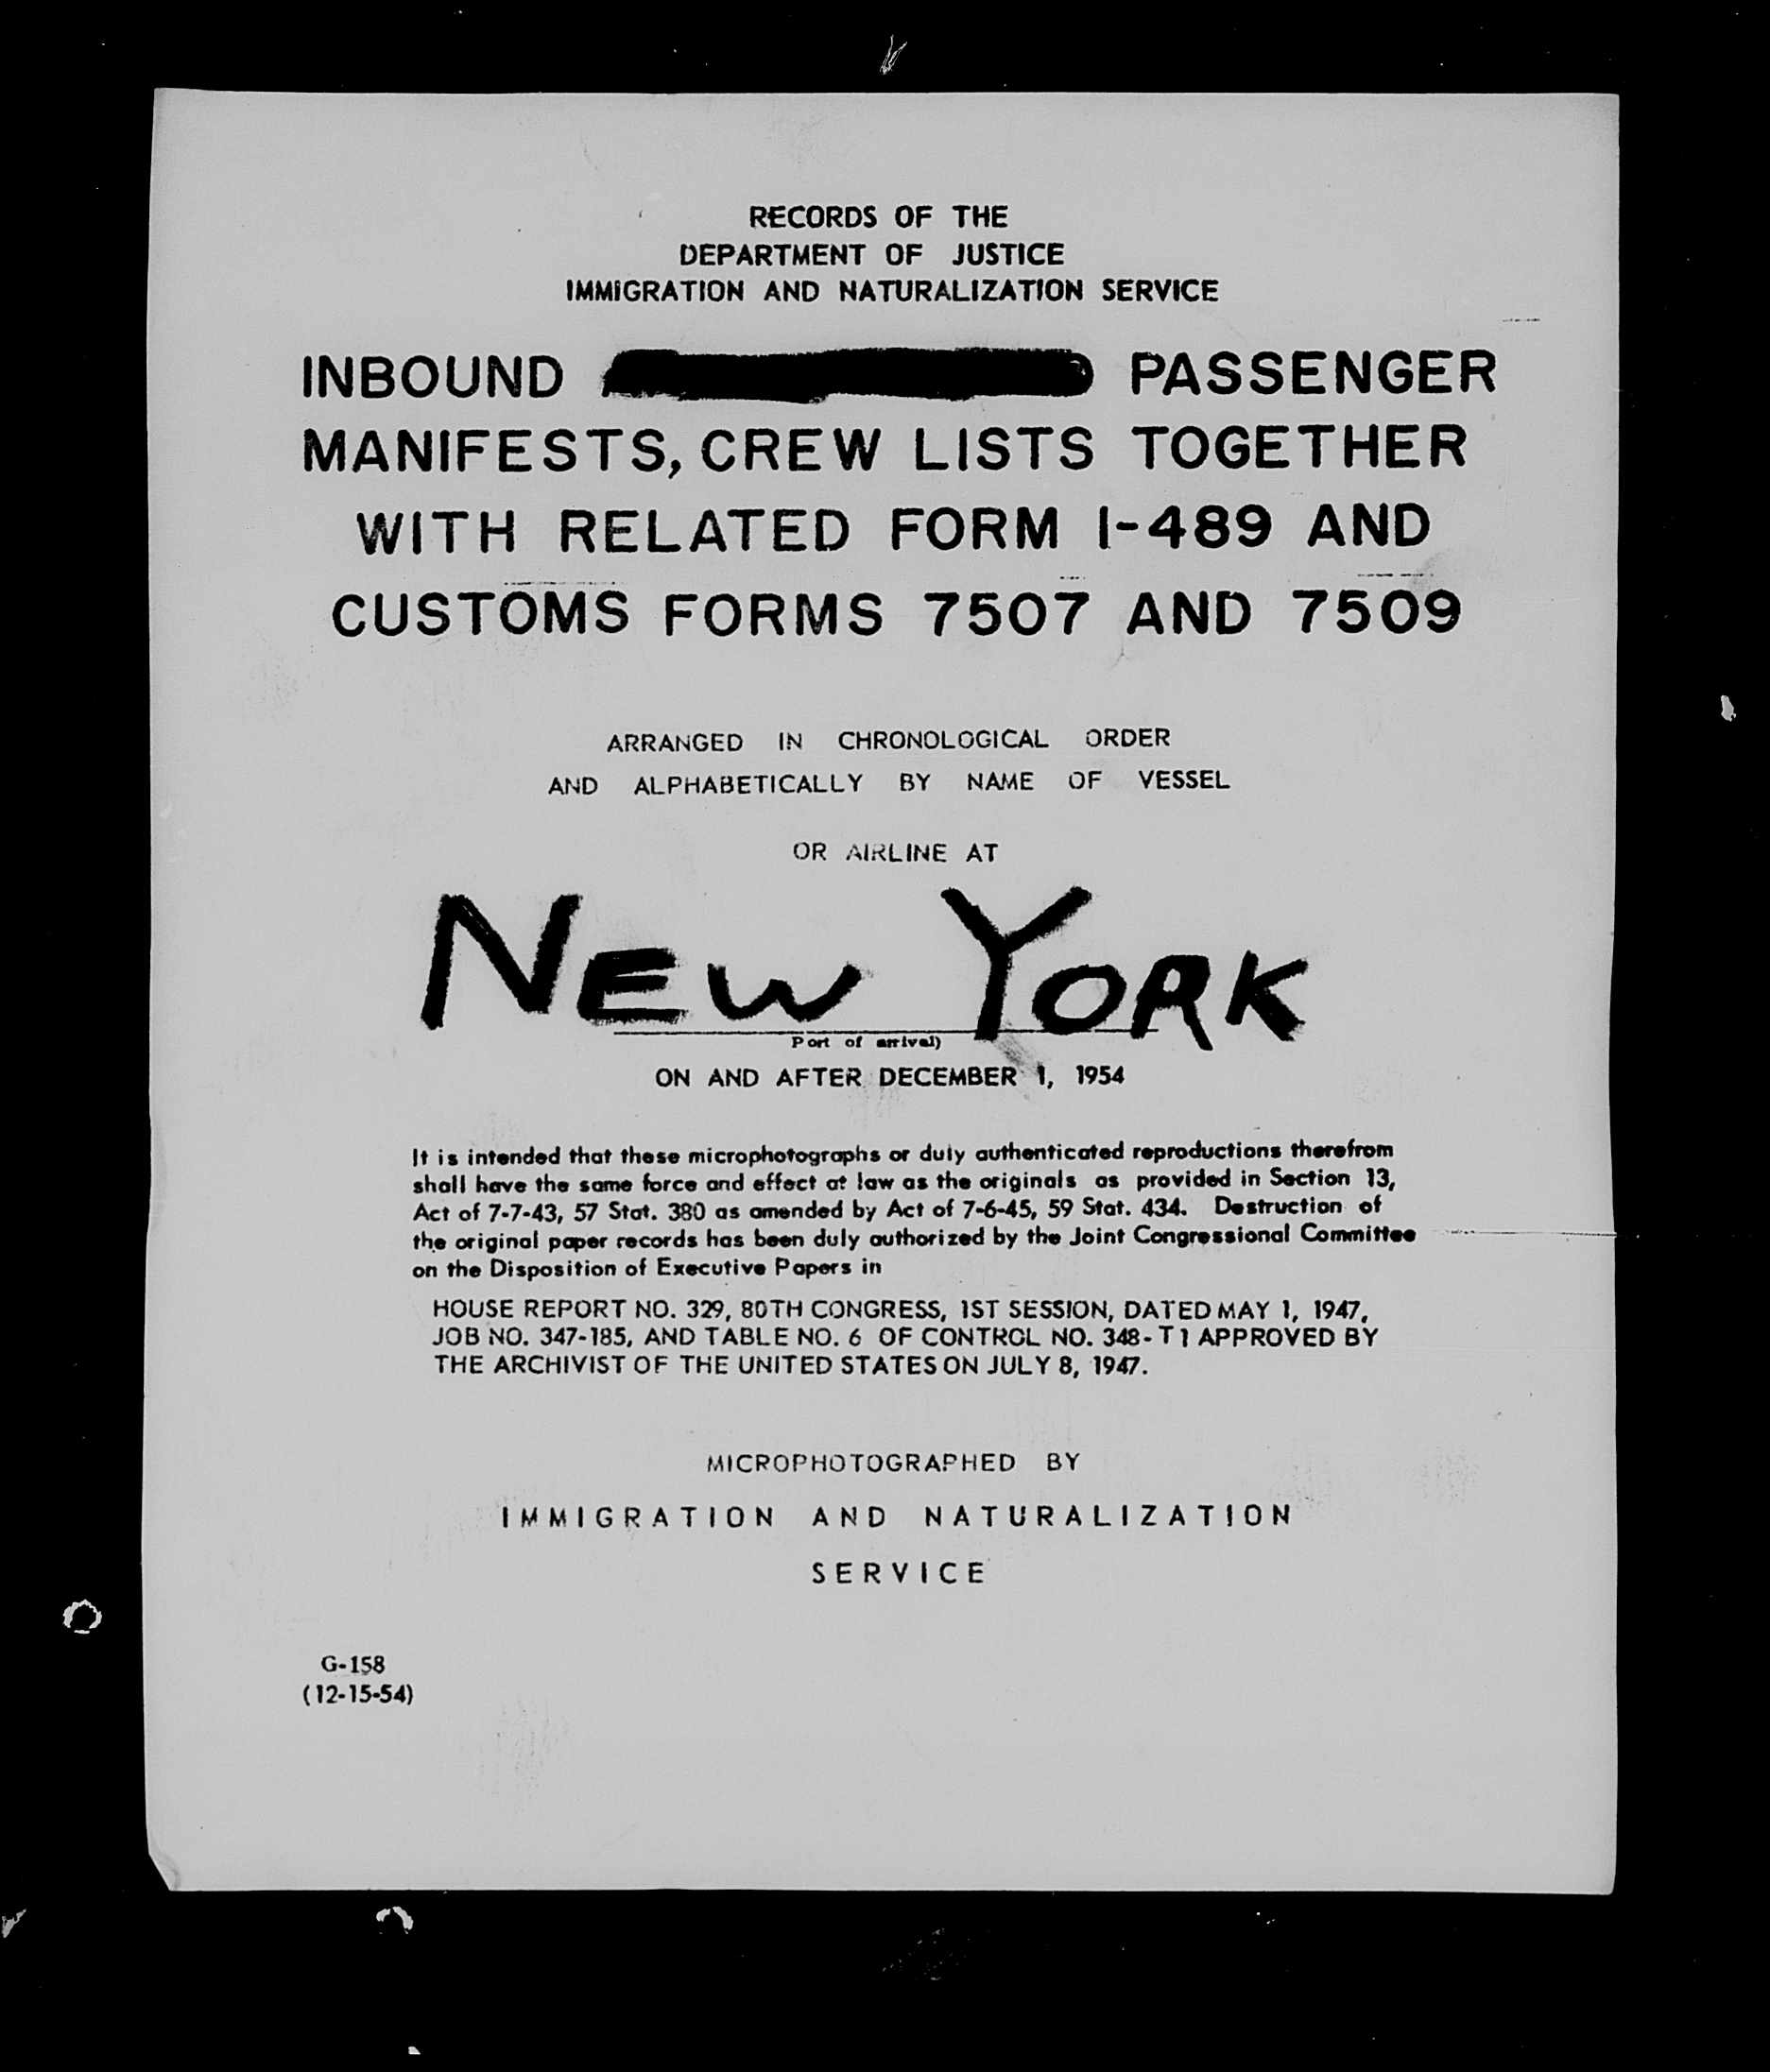 RECORDS OF THE
DEPARTMENT OF JUSTICE
IMMIGRATION AND NATURALIZATION SERVICE
INBOUND PASSENGER
MANIFESTS, CREW LISTS TOGETHER
WITH RELATED FORM I-489 AND
CUSTOMS FORMS 7507 AND 7509
ARRANGED IN CHRONOLOGICAL ORDER
AND ALPHABETICALLY BY NAME OF VESSEL
OR AIRLINE AT
NEW YORK
Port of arrival)
ON AND AFTER DECEMBER 1, 1954
It is intended that these microphotographs or duly authenticated reproductions therefrom
shall have the same force and effect at law as the originals as provided in Section 13,
Act of 7-7-43, 57 Stat. 380 as amended by Act of 7-6-45, 59 Stat. 434. Destruction of
the original paper records has been duly authorized by the Joint Congressional Committee
on the Disposition of Executive Papers in
HOUSE REPORT NO. 329, 80TH CONGRESS, 1ST SESSION, DATED MAY 1, 1947,
JOB NO. 347-185, AND TABLE NO. 6 OF CONTROL NO. 348-T1 APPROVED BY
THE ARCHIVIST OF THE UNITED STATES ON JULY 8, 1947.
MICROPHOTOGRAPHED BY
IMMIGRATION AND NATURALIZATION
SERVICE
G-158
(12-15-54)